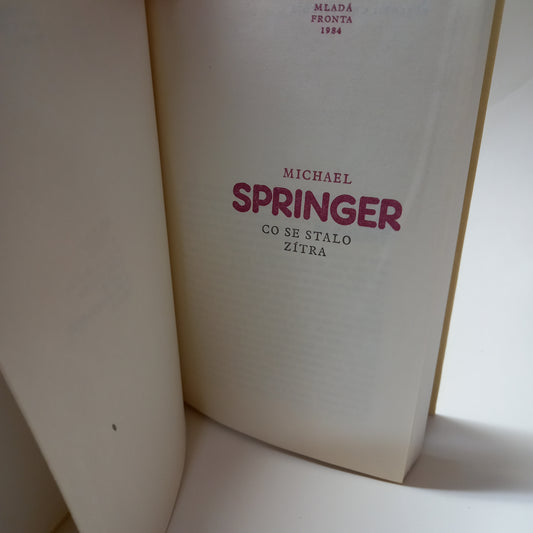 MLADÁ
FRONTA
1984
MICHAEL
SPRINGER
CO SE STALO
ZÍTRA